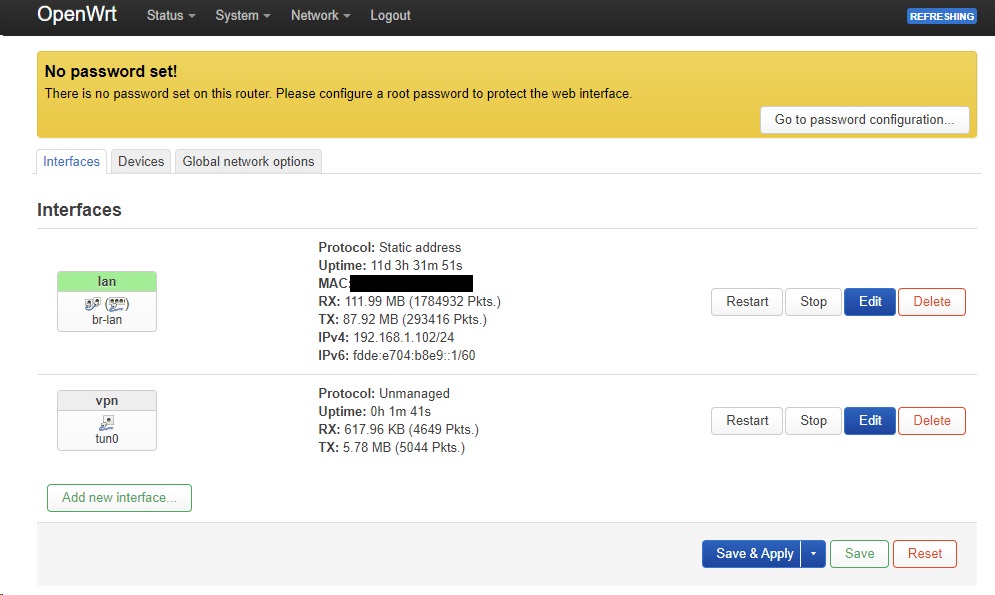 OpenWrt Status System Network Logout REFRESHING
No password set!
There is no password set on this router. Please configure a root password to protect the web interface.
Go to password configuration...
Interfaces Devices Global network options
Interfaces
lan
br-lan
Protocol: Static address
Uptime: 11d 3h 31m 51s
MAC:
RX: 111.99 MB (1784932 Pkts.)
TX: 87.92 MB (293416 Pkts.)
IPv4: 192.168.1.102/24
IPv6: fdde:e704:b8e9::1/60
Restart Stop Edit Delete
vpn
tun0
Protocol: Unmanaged
Uptime: 0h 1m 41s
RX: 617.96 KB (4649 Pkts.)
TX: 5.78 MB (5044 Pkts.)
Restart Stop Edit Delete
Add new interface...
Save & Apply Save Reset